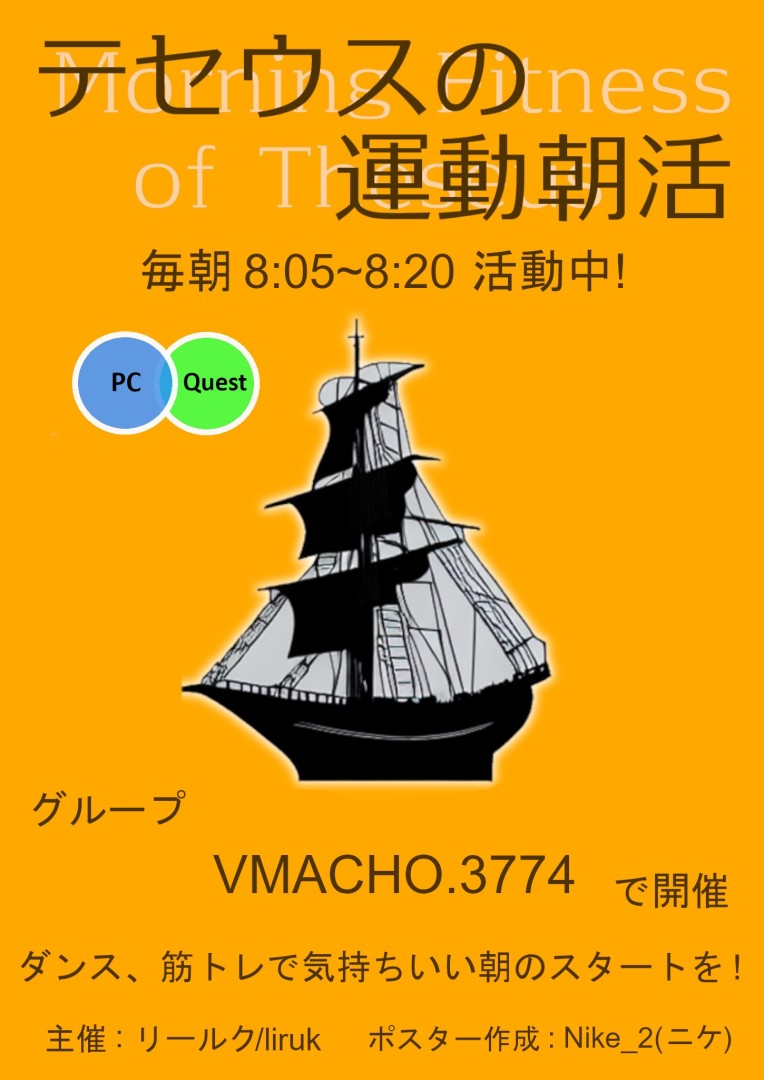 テセウスの
Morning Fitness
運動朝活
of Theseus
毎朝 8:05~8:20 活動中!
PC Quest
グループ
VMACHO.3774 で開催
ダンス、筋トレで気持ちいい朝のスタートを！
主催：リールク/liruk ポスター作成：Nike_2(ニケ)